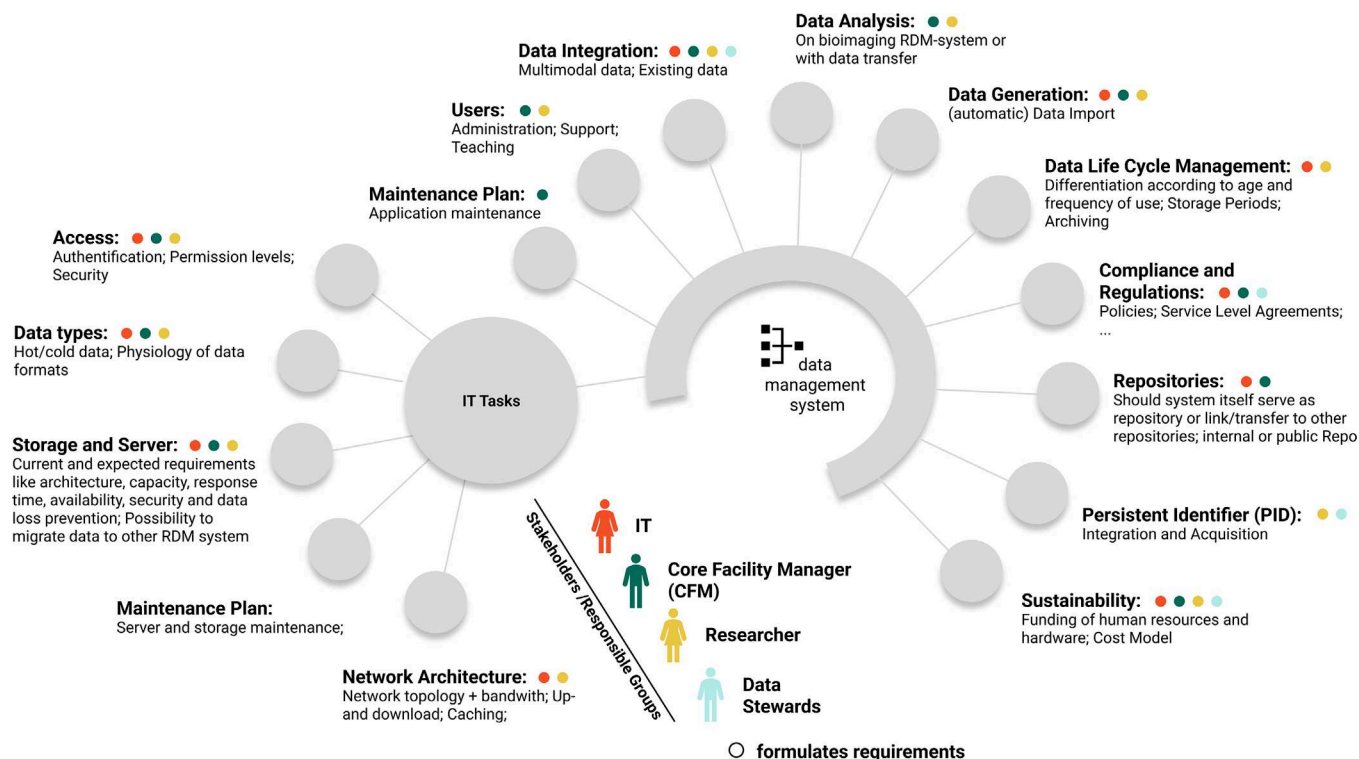 Data Analysis:
On bioimaging RDM-system or
with data transfer
Data Integration:
Multimodal data; Existing data
Data Generation:
(automatic) Data Import
Users:
Administration; Support;
Teaching
Data Life Cycle Management:
Differentiation according to age and
frequency of use; Storage Periods;
Archiving
Maintenance Plan:
Application maintenance
Access:
Authentification; Permission levels;
Security
Compliance and
Regulations:
Policies; Service Level Agreements;
...
Data types:
Hot/cold data; Physiology of data
formats
data
management
system
IT Tasks
Repositories:
Should system itself serve as
repository or link/transfer to other
repositories; internal or public Repo
Storage and Server:
Current and expected requirements
like architecture, capacity, response
time, availability, security and data
loss prevention; Possibility to
migrate data to other RDM system
Persistent Identifier (PID):
Integration and Acquisition
Maintenance Plan:
Server and storage maintenance;
Sustainability:
Funding of human resources and
hardware; Cost Model
Network Architecture:
Network topology + bandwith; Up-
and download; Caching;
Stakeholders /Responsible Groups
IT
Core Facility Manager
(CFM)
Researcher
Data
Stewards
formulates requirements